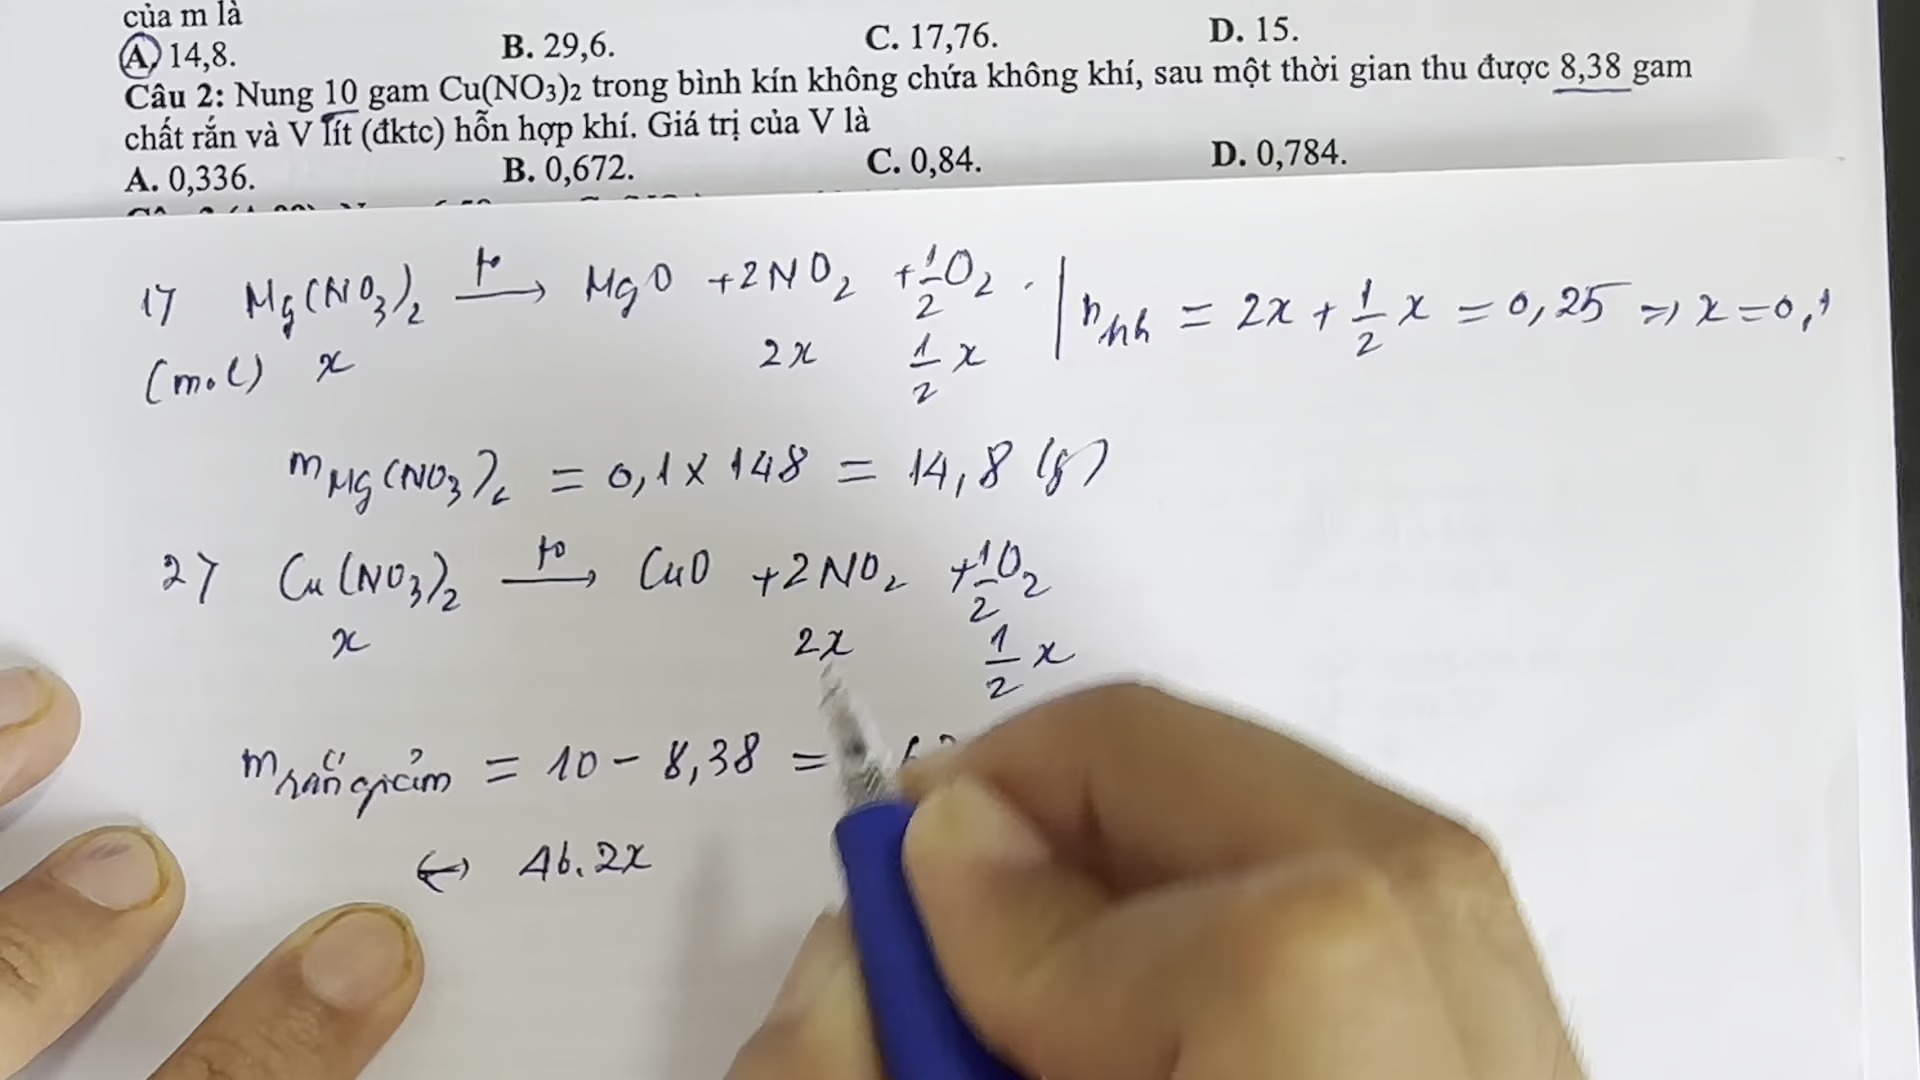 của m là
A. 14,8. B. 29,6. C. 17,76. D. 15.
Câu 2: Nung 10 gam Cu(NO₃)₂ trong bình kín không chứa không khí, sau một thời gian thu được 8,38 gam
chất rắn và V lít (đktc) hỗn hợp khí. Giá trị của V là
A. 0,336. B. 0,672. C. 0,84. D. 0,784.
1) Mg(NO₃)₂ —t⁰→ MgO + 2NO₂ + 1/2 O₂ . | nₕₕ = 2x + 1/2 x = 0,25 => x = 0,1
(mol) x 2x 1/2 x
m Mg(NO₃)₂ = 0,1 x 148 = 14,8 (g)
2) Cu(NO₃)₂ —t⁰→ CuO + 2NO₂ + 1/2 O₂
x 2x 1/2 x
m rắn giảm = 10 - 8,38 =
↔ 46.2x